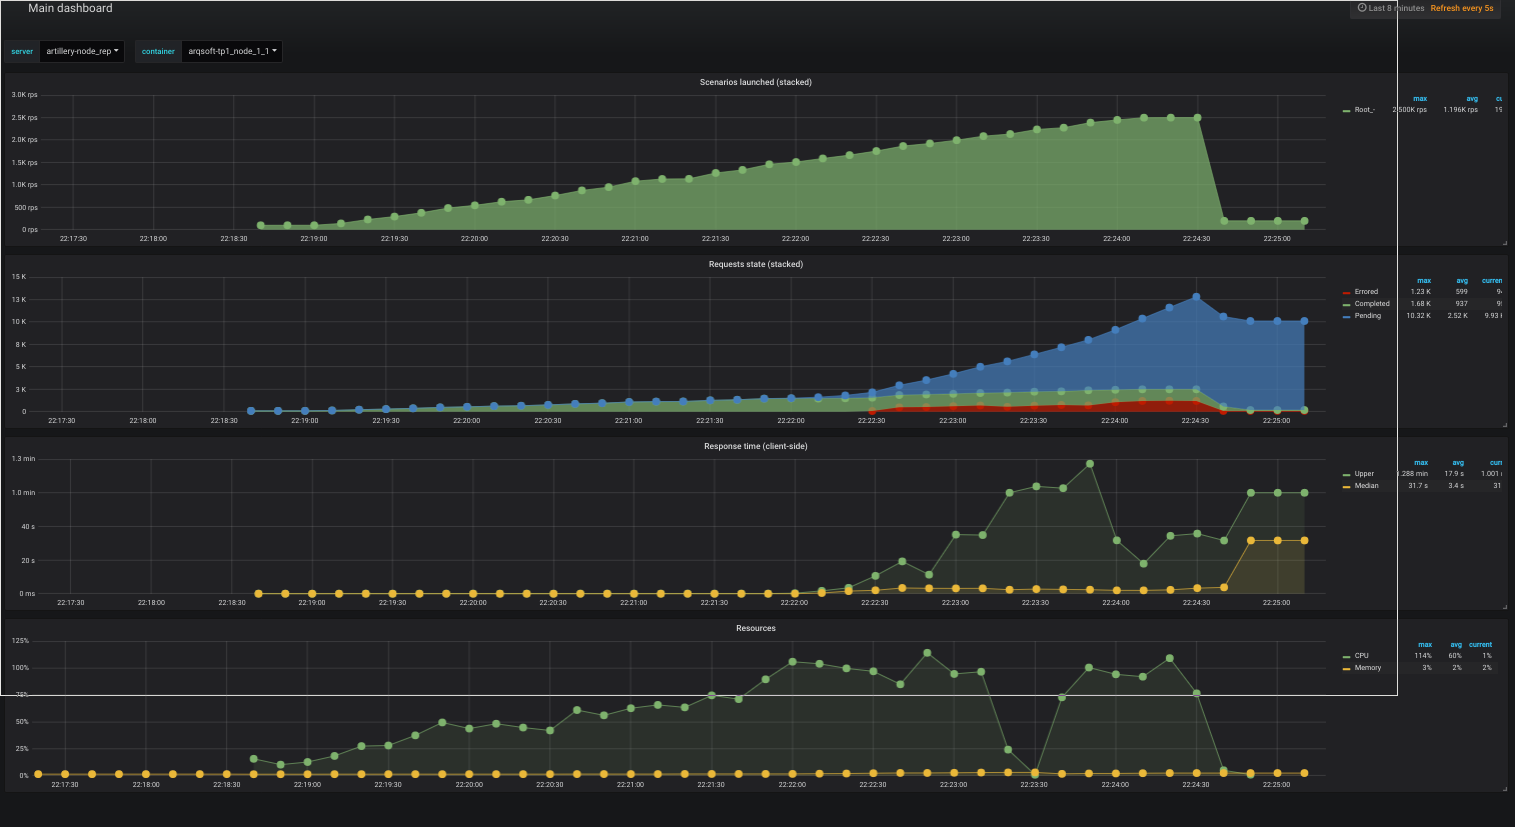 Main dashboard
Last 8 minutes Refresh every 5s
server artillery-node_rep container arqsoft-tp1_node_1_1
Scenarios launched (stacked)
3.0K rps
2.5K rps
2.0K rps
1.5K rps
1.0K rps
500 rps
0 rps
22:17:30 22:18:00 22:18:30 22:19:00 22:19:30 22:20:00 22:20:30 22:21:00 22:21:30 22:22:00 22:22:30 22:23:00 22:23:30 22:24:00 22:24:30 22:25:00
max avg
Root_- 2.500K rps 1.196K rps 19
Requests state (stacked)
15 K
13 K
10 K
8 K
5 K
3 K
0
22:17:30 22:18:00 22:18:30 22:19:00 22:19:30 22:20:00 22:20:30 22:21:00 22:21:30 22:22:00 22:22:30 22:23:00 22:23:30 22:24:00 22:24:30 22:25:00
max avg curren
Errored 1.23 K 599
Completed 1.68 K 937
Pending 10.32 K 2.52 K 9.93
Response time (client-side)
1.3 min
1.0 min
40 s
20 s
0 ms
22:17:30 22:18:00 22:18:30 22:19:00 22:19:30 22:20:00 22:20:30 22:21:00 22:21:30 22:22:00 22:22:30 22:23:00 22:23:30 22:24:00 22:24:30 22:25:00
max avg curr
Upper .288 min 17.9 s 1.001
Median 31.7 s 3.4 s 31
Resources
125%
100%
75%
50%
25%
0%
22:17:30 22:18:00 22:18:30 22:19:00 22:19:30 22:20:00 22:20:30 22:21:00 22:21:30 22:22:00 22:22:30 22:23:00 22:23:30 22:24:00 22:24:30 22:25:00
max avg current
CPU 114% 60% 1%
Memory 3% 2% 2%